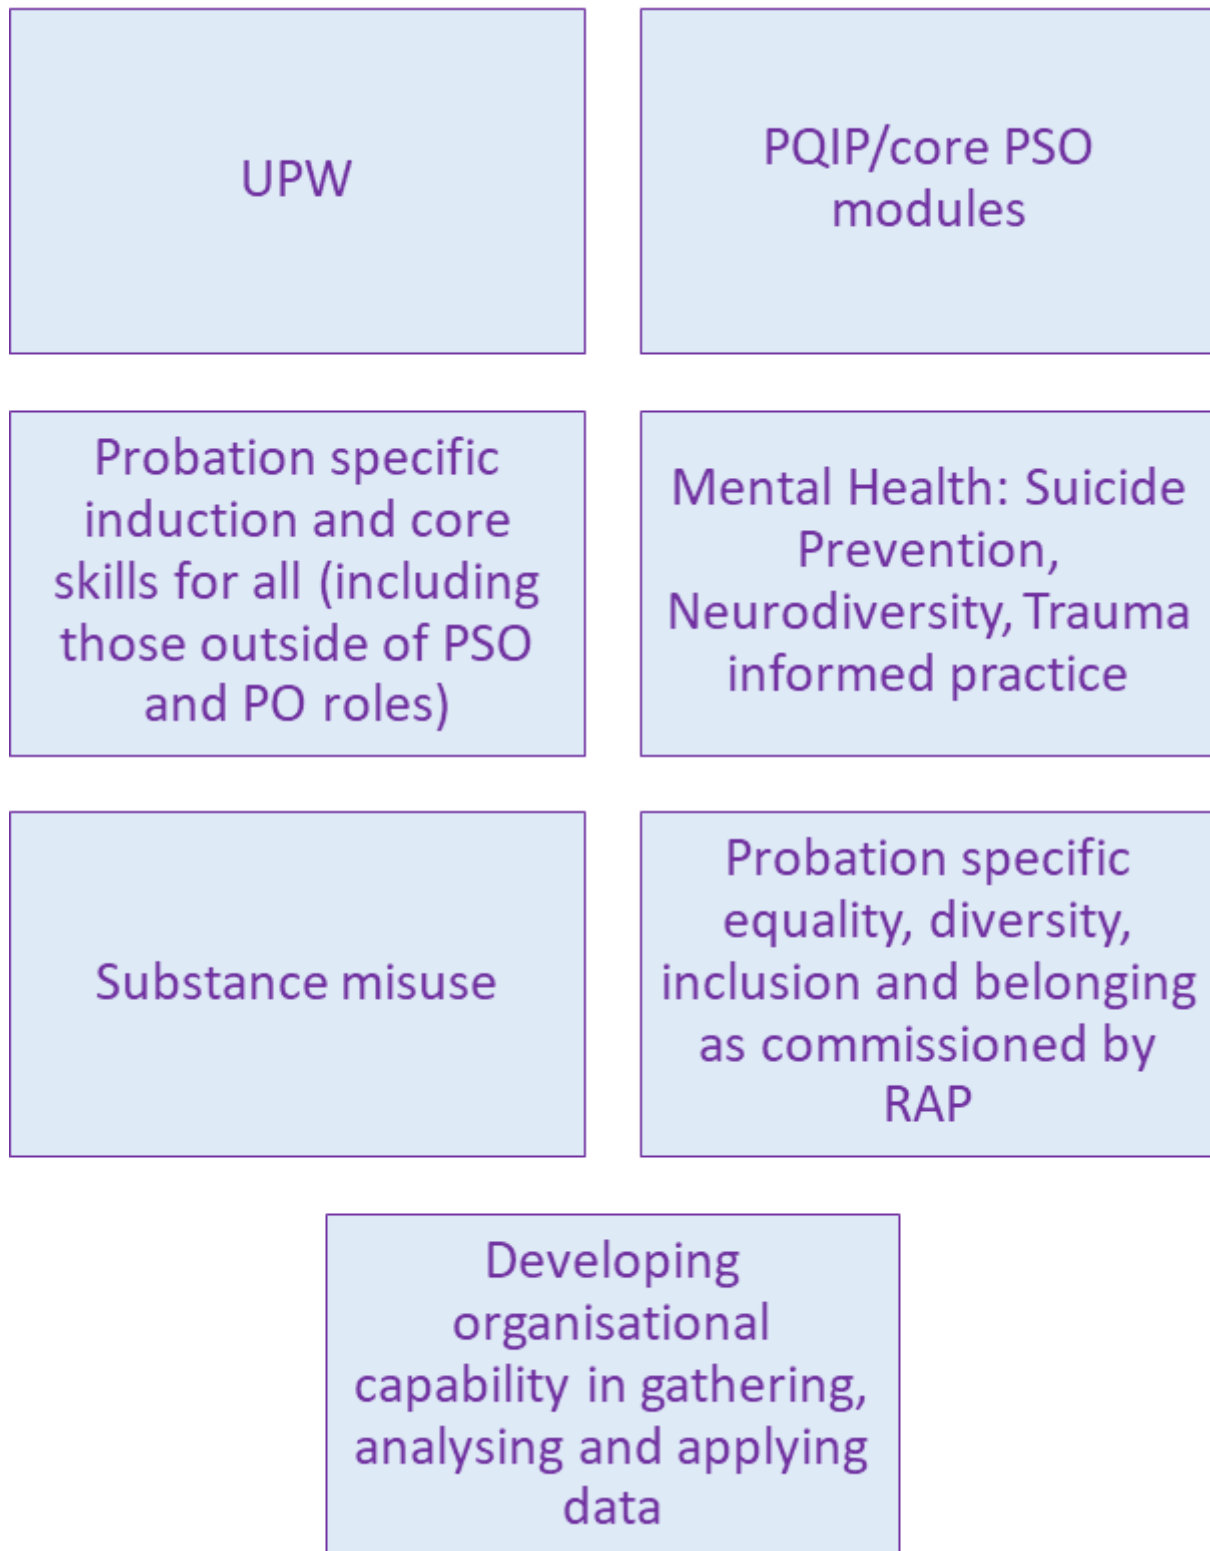 UPW
PQIP/core PSO
modules
Probation specific
induction and core
skills for all (including
those outside of PSO
and PO roles)
Mental Health: Suicide
Prevention,
Neurodiversity, Trauma
informed practice
Substance misuse
Probation specific
equality, diversity,
inclusion and belonging
as commissioned by
RAP
Developing
organisational
capability in gathering,
analysing and applying
data